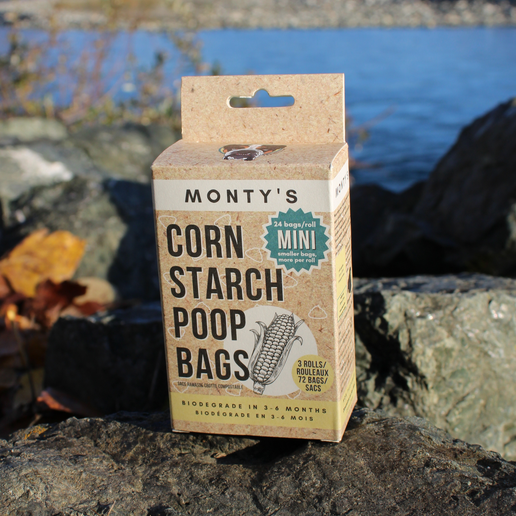 MONTY'S
24 bags/roll
MINI
smaller bags,
more per roll
CORN
STARCH
POOP
BAGS
3 ROLLS/
ROULEAUX
72 BAGS/
SACS
BIODEGRADE IN 3-6 MONTHS
BIODÉGRADE EN 3-6 MOIS
MONTY'S